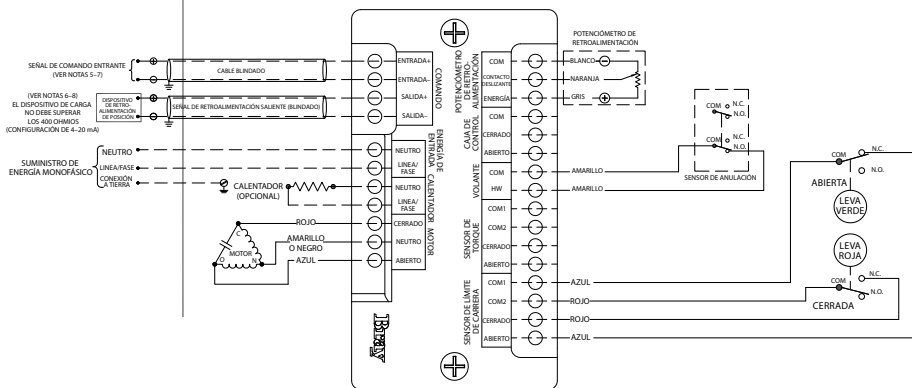 SEÑAL DE COMANDO ENTRANTE
(VER NOTAS 5–7)
CABLE BLINDADO
(VER NOTAS 6–8)
EL DISPOSITIVO DE CARGA
NO DEBE SUPERAR
LOS 400 OHMIOS
(CONFIGURACIÓN DE 4–20 mA)
DISPOSITIVO
DE RETRO-
ALIMENTACIÓN
DE POSICIÓN
SEÑAL DE RETROALIMENTACIÓN SALIENTE (BLINDADO)
SUMINISTRO DE
ENERGÍA MONOFÁSICO
NEUTRO
LINEA/FASE
CONEXIÓN
A TIERRA
CALENTADOR
(OPCIONAL)
ROJO
AMARILLO
O NEGRO
AZUL
C
MOTOR
O
N
ENTRADA+
ENTRADA–
SALIDA+
SALIDA–
COMANDO
NEUTRO
LINEA/
FASE
NEUTRO
LINEA/
FASE
CERRADO
NEUTRO
ABIERTO
ENERGÍA DE
ENTRADA
CALENTADOR
MOTOR
Bray
POTENCIÓMETRO
DE RETRO-
ALIMENTACIÓN
COM
CONTACTO
DESLIZANTE
ENERGÍA
CAJA DE
CONTROL
COM
CERRADO
ABIERTO
VOLANTE
COM
HW
SENSOR DE
TORQUE
COM1
COM2
CERRADO
ABIERTO
SENSOR DE LÍMITE
DE CARRERA
COM1
COM2
CERRADO
ABIERTO
POTENCIÓMETRO DE
RETROALIMENTACIÓN
BLANCO
NARANJA
GRIS
AMARILLO
AMARILLO
COM
N.C.
N.O.
COM
N.C.
N.O.
SENSOR DE ANULACIÓN
COM
N.C.
N.O.
ABIERTA
LEVA
VERDE
LEVA
ROJA
COM
N.C.
N.O.
CERRADA
AZUL
ROJO
ROJO
AZUL